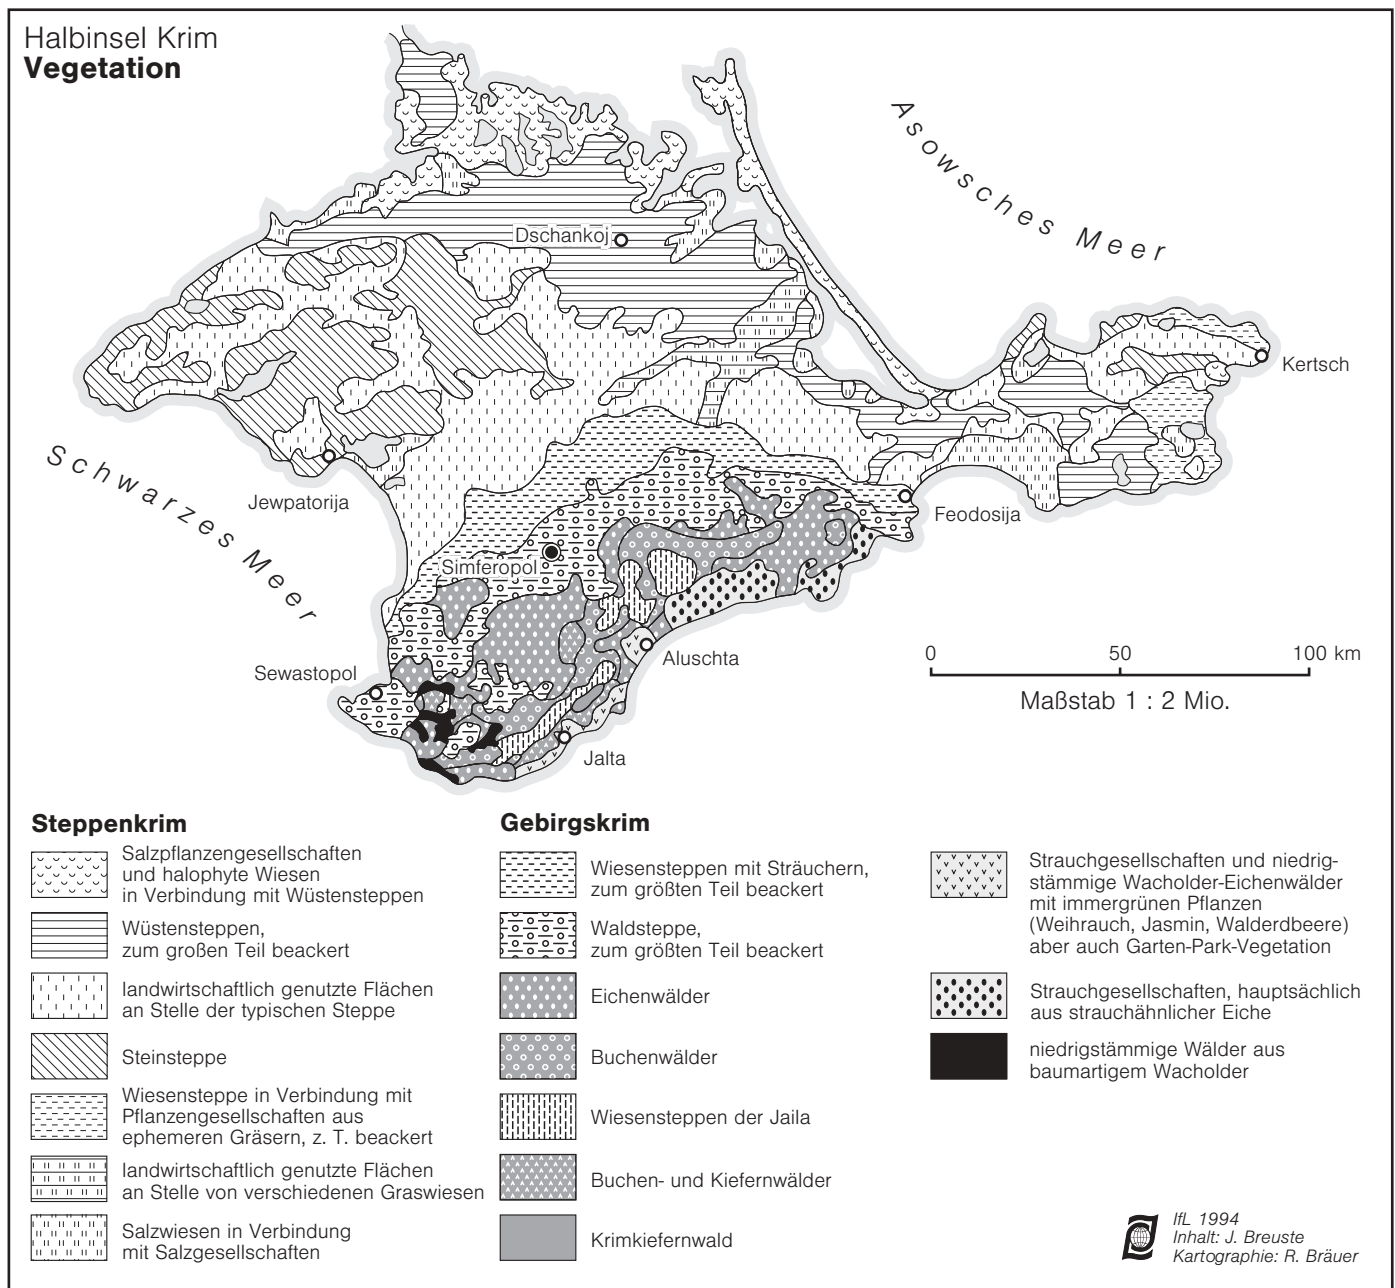 Halbinsel Krim
Vegetation
Asowsches Meer
Dschankoj
Kertsch
Schwarzes Meer
Jewpatorija
Feodosija
Simferopol
Sewastopol
Aluschta
Jalta
0 50 100 km
Maßstab 1 : 2 Mio.
Steppenkrim
Salzpflanzengesellschaften
und halophyte Wiesen
in Verbindung mit Wüstensteppen
Wüstensteppen,
zum großen Teil beackert
landwirtschaftlich genutzte Flächen
an Stelle der typischen Steppe
Steinsteppe
Wiesensteppe in Verbindung mit
Pflanzengesellschaften aus
ephemeren Gräsern, z. T. beackert
landwirtschaftlich genutzte Flächen
an Stelle von verschiedenen Graswiesen
Salzwiesen in Verbindung
mit Salzgesellschaften
Gebirgskrim
Wiesensteppen mit Sträuchern,
zum größten Teil beackert
Waldsteppe,
zum größten Teil beackert
Eichenwälder
Buchenwälder
Wiesensteppen der Jaila
Buchen- und Kiefernwälder
Krimkiefernwald
Strauchgesellschaften und niedrig-
stämmige Wacholder-Eichenwälder
mit immergrünen Pflanzen
(Weihrauch, Jasmin, Walderdbeere)
aber auch Garten-Park-Vegetation
Strauchgesellschaften, hauptsächlich
aus strauchähnlicher Eiche
niedrigstämmige Wälder aus
baumartigem Wacholder
IfL 1994
Inhalt: J. Breuste
Kartographie: R. Bräuer